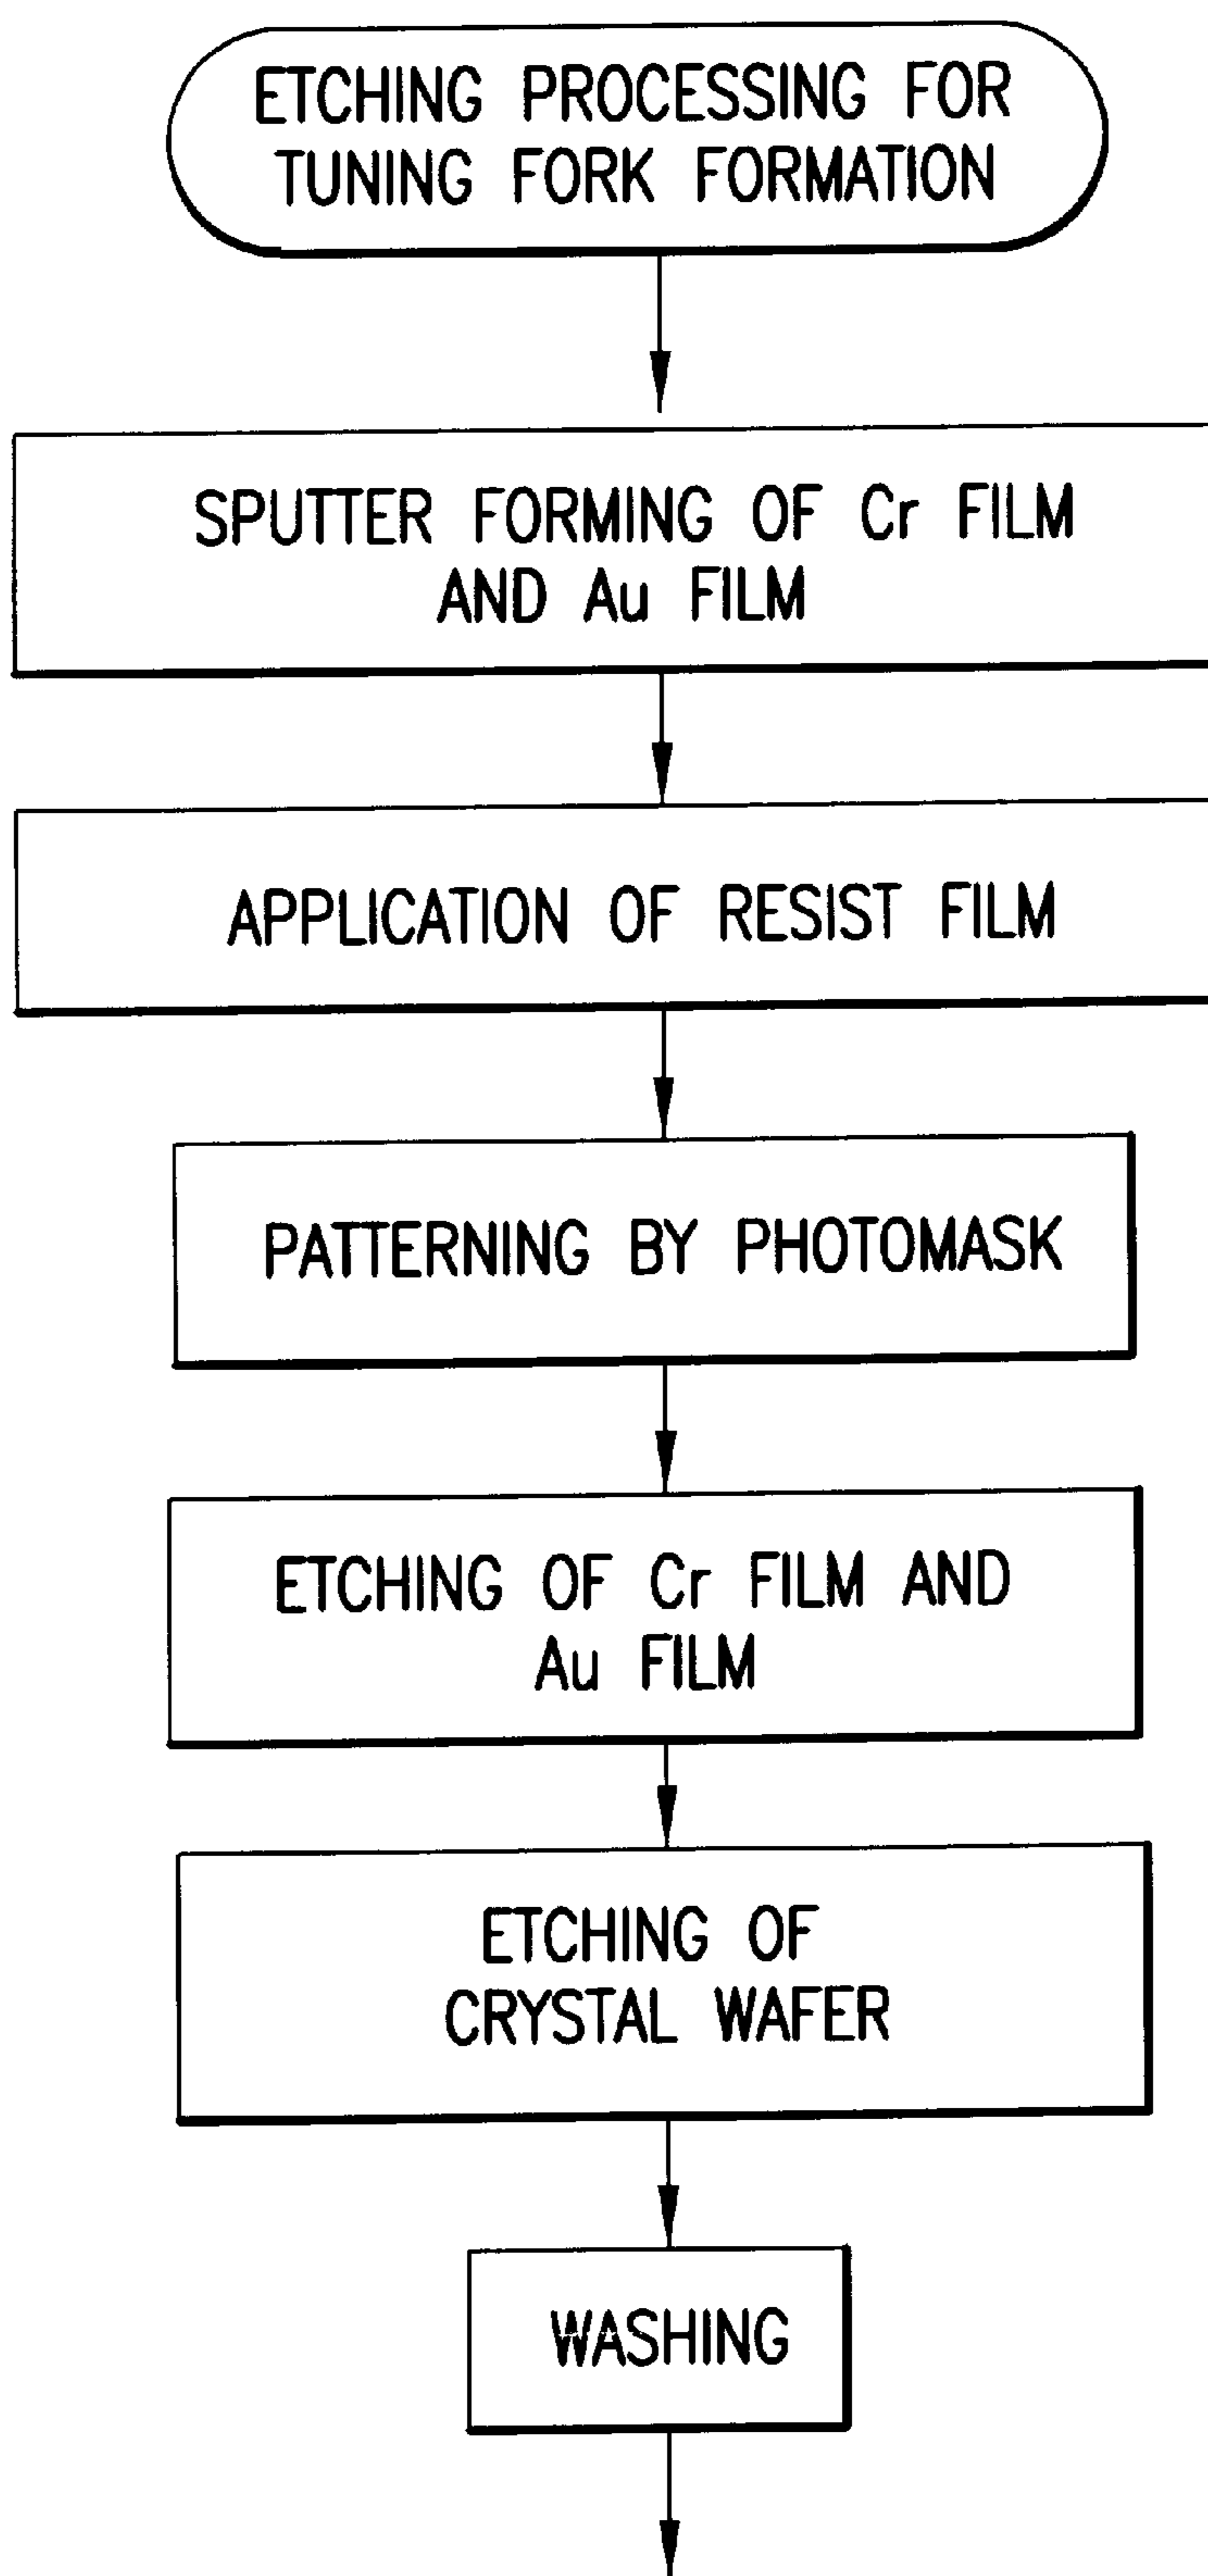 ETCHING PROCESSING FOR
TUNING FORK FORMATION
SPUTTER FORMING OF Cr FILM
AND Au FILM
APPLICATION OF RESIST FILM
PATTERNING BY PHOTOMASK
ETCHING OF Cr FILM AND
Au FILM
ETCHING OF
CRYSTAL WAFER
WASHING